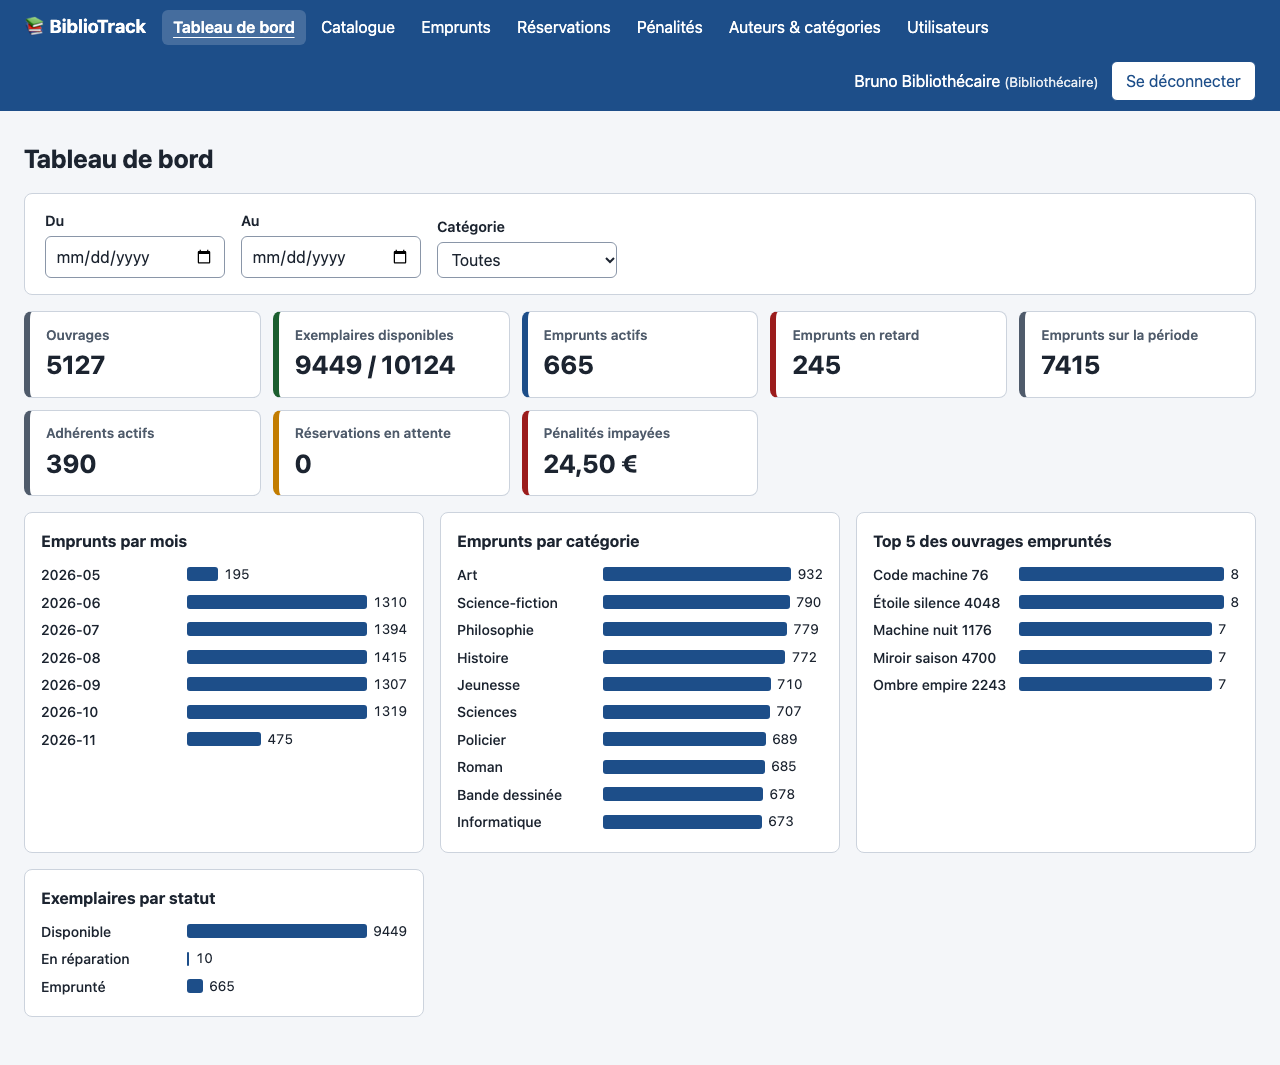 BiblioTrack Tableau de bord Catalogue Emprunts Réservations Pénalités Auteurs & catégories Utilisateurs
Bruno Bibliothécaire (Bibliothécaire) Se déconnecter
Tableau de bord
Du Au Catégorie
mm/dd/yyyy mm/dd/yyyy Toutes
Ouvrages Exemplaires disponibles Emprunts actifs Emprunts en retard Emprunts sur la période
5127 9449 / 10124 665 245 7415
Adhérents actifs Réservations en attente Pénalités impayées
390 0 24,50 €
Emprunts par mois
2026-05 195
2026-06 1310
2026-07 1394
2026-08 1415
2026-09 1307
2026-10 1319
2026-11 475
Emprunts par catégorie
Art 932
Science-fiction 790
Philosophie 779
Histoire 772
Jeunesse 710
Sciences 707
Policier 689
Roman 685
Bande dessinée 678
Informatique 673
Top 5 des ouvrages empruntés
Code machine 76 8
Étoile silence 4048 8
Machine nuit 1176 7
Miroir saison 4700 7
Ombre empire 2243 7
Exemplaires par statut
Disponible 9449
En réparation 10
Emprunté 665